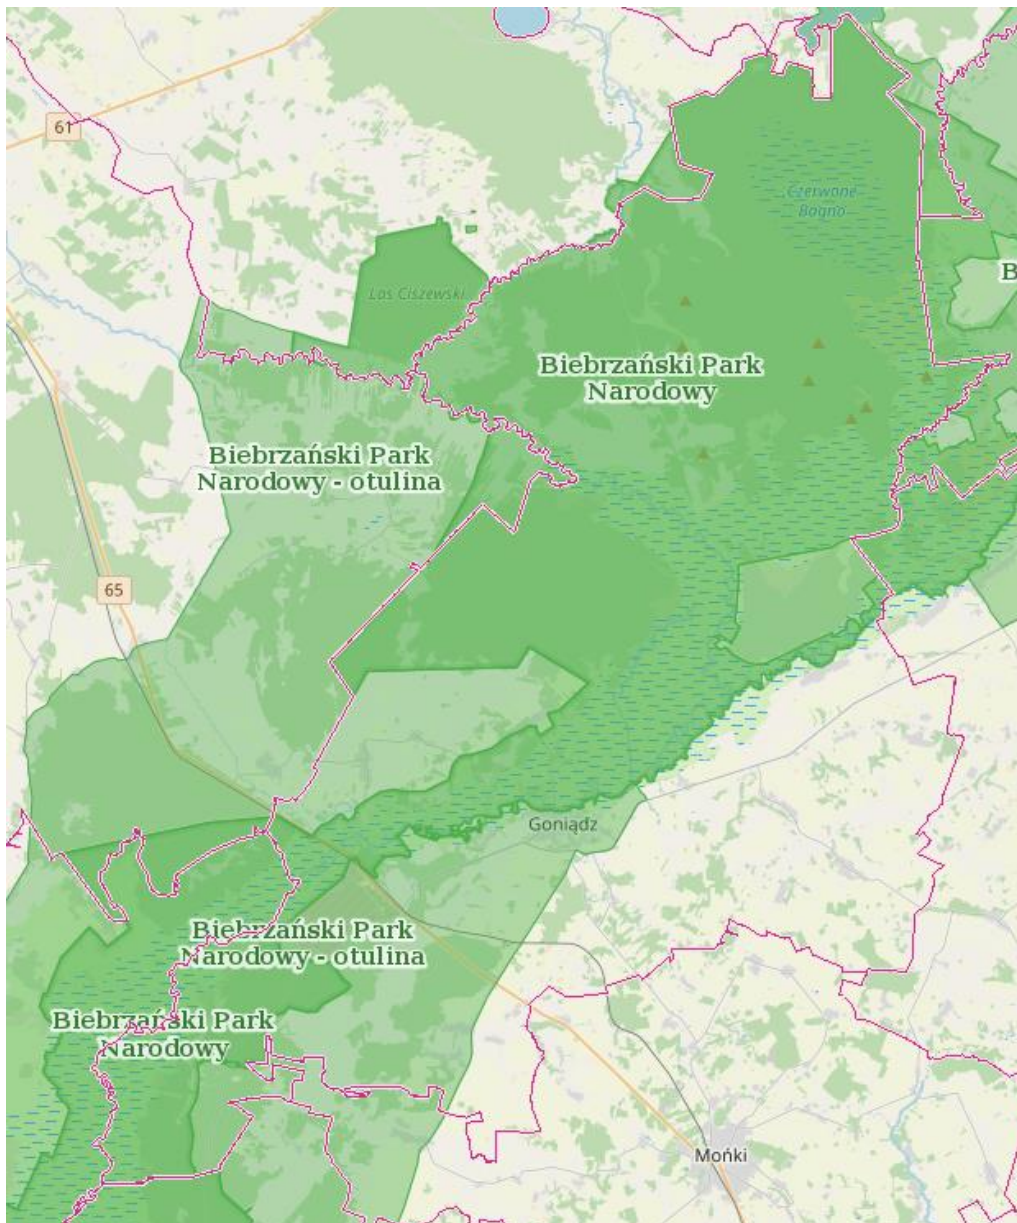 61
Czerwone
Bagno
B
Las Ciszewski
Biebrzański Park
Narodowy
Biebrzański Park
Narodowy - otulina
65
Goniądz
Biebrzański Park
Narodowy - otulina
Biebrzański Park
Narodowy
Mońki